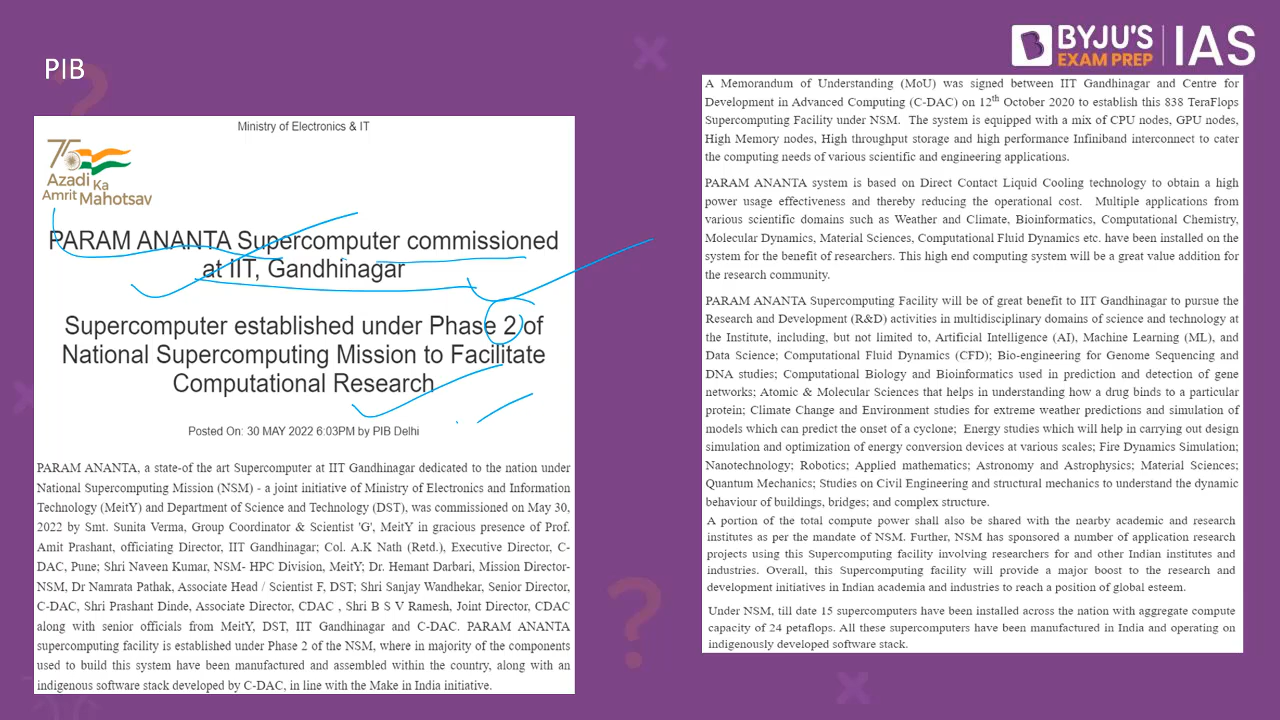 PIB
BYJU'S
EXAM PREP
IAS
Ministry of Electronics & IT
75
Azadi Ka
Amrit Mahotsav
PARAM ANANTA Supercomputer commissioned
at IIT, Gandhinagar
Supercomputer established under Phase 2 of
National Supercomputing Mission to Facilitate
Computational Research
Posted On: 30 MAY 2022 6:03PM by PIB Delhi
PARAM ANANTA, a state-of the art Supercomputer at IIT Gandhinagar dedicated to the nation under
National Supercomputing Mission (NSM) - a joint initiative of Ministry of Electronics and Information
Technology (MeitY) and Department of Science and Technology (DST), was commissioned on May 30,
2022 by Smt. Sunita Verma, Group Coordinator & Scientist 'G', MeitY in gracious presence of Prof.
Amit Prashant, officiating Director, IIT Gandhinagar; Col. A.K Nath (Retd.), Executive Director, C-
DAC, Pune; Shri Naveen Kumar, NSM- HPC Division, MeitY; Dr. Hemant Darbari, Mission Director-
NSM, Dr Namrata Pathak, Associate Head / Scientist F, DST; Shri Sanjay Wandhekar, Senior Director,
C-DAC, Shri Prashant Dinde, Associate Director, CDAC , Shri B S V Ramesh, Joint Director, CDAC
along with senior officials from MeitY, DST, IIT Gandhinagar and C-DAC. PARAM ANANTA
supercomputing facility is established under Phase 2 of the NSM, where in majority of the components
used to build this system have been manufactured and assembled within the country, along with an
indigenous software stack developed by C-DAC, in line with the Make in India initiative.
A Memorandum of Understanding (MoU) was signed between IIT Gandhinagar and Centre for
Development in Advanced Computing (C-DAC) on 12th October 2020 to establish this 838 TeraFlops
Supercomputing Facility under NSM. The system is equipped with a mix of CPU nodes, GPU nodes,
High Memory nodes, High throughput storage and high performance Infiniband interconnect to cater
the computing needs of various scientific and engineering applications.
PARAM ANANTA system is based on Direct Contact Liquid Cooling technology to obtain a high
power usage effectiveness and thereby reducing the operational cost. Multiple applications from
various scientific domains such as Weather and Climate, Bioinformatics, Computational Chemistry,
Molecular Dynamics, Material Sciences, Computational Fluid Dynamics etc. have been installed on the
system for the benefit of researchers. This high end computing system will be a great value addition for
the research community.
PARAM ANANTA Supercomputing Facility will be of great benefit to IIT Gandhinagar to pursue the
Research and Development (R&D) activities in multidisciplinary domains of science and technology at
the Institute, including, but not limited to, Artificial Intelligence (AI), Machine Learning (ML), and
Data Science; Computational Fluid Dynamics (CFD); Bio-engineering for Genome Sequencing and
DNA studies; Computational Biology and Bioinformatics used in prediction and detection of gene
networks; Atomic & Molecular Sciences that helps in understanding how a drug binds to a particular
protein; Climate Change and Environment studies for extreme weather predictions and simulation of
models which can predict the onset of a cyclone; Energy studies which will help in carrying out design
simulation and optimization of energy conversion devices at various scales; Fire Dynamics Simulation;
Nanotechnology; Robotics; Applied mathematics; Astronomy and Astrophysics; Material Sciences;
Quantum Mechanics; Studies on Civil Engineering and structural mechanics to understand the dynamic
behaviour of buildings, bridges; and complex structure.
A portion of the total compute power shall also be shared with the nearby academic and research
institutes as per the mandate of NSM. Further, NSM has sponsored a number of application research
projects using this Supercomputing facility involving researchers for and other Indian institutes and
industries. Overall, this Supercomputing facility will provide a major boost to the research and
development initiatives in Indian academia and industries to reach a position of global esteem.
Under NSM, till date 15 supercomputers have been installed across the nation with aggregate compute
capacity of 24 petaflops. All these supercomputers have been manufactured in India and operating on
indigenously developed software stack.